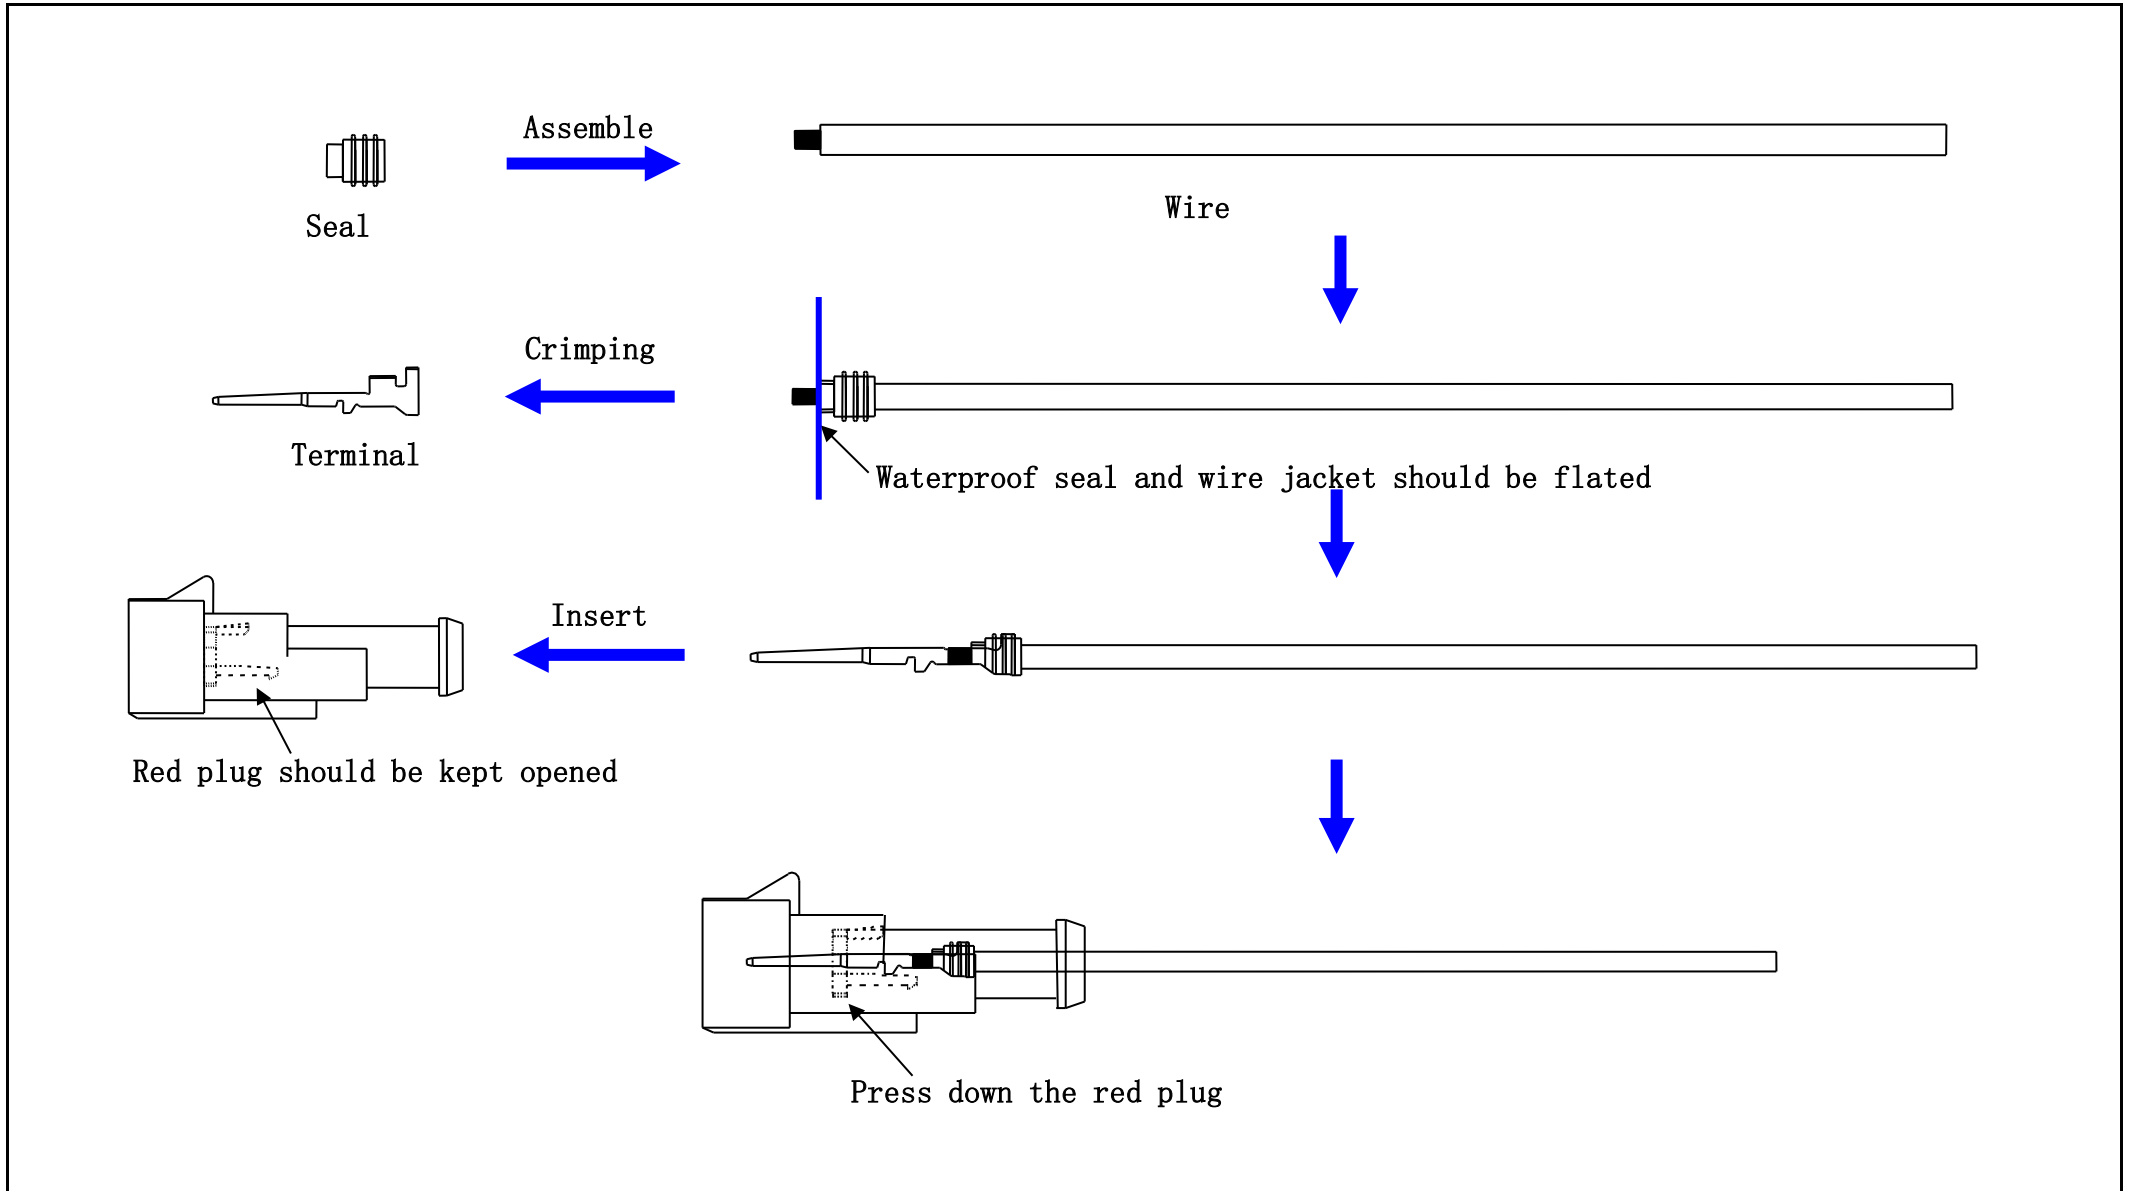 Assemble
Seal
Wire
Crimping
Terminal
Waterproof seal and wire jacket should be flated
Insert
Red plug should be kept opened
Press down the red plug